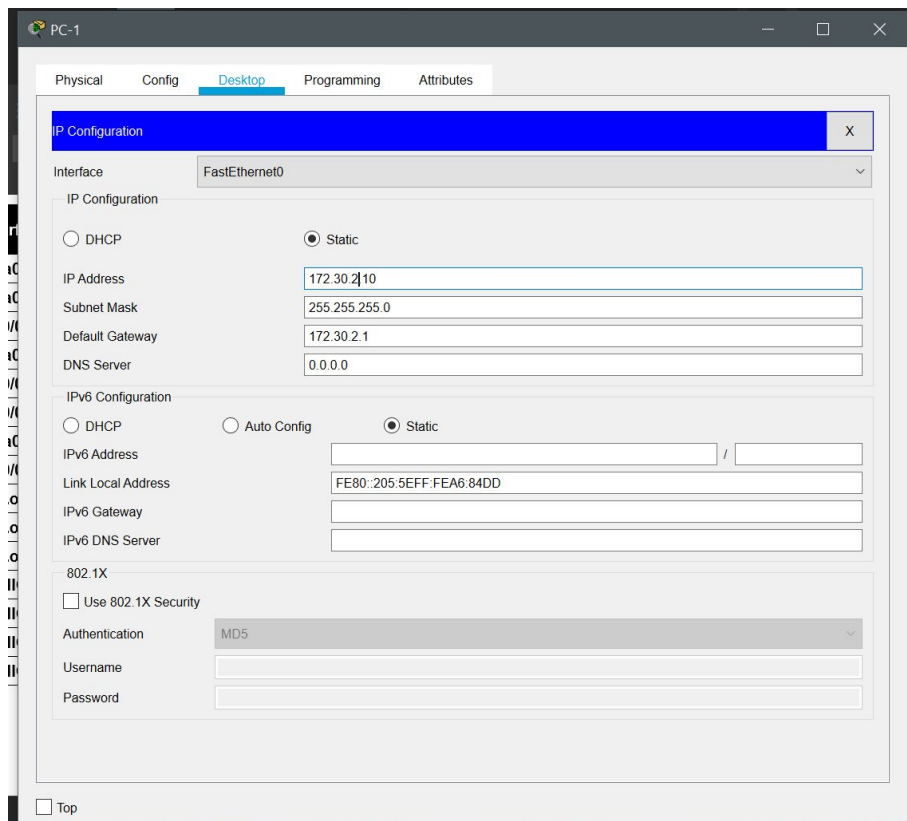 PC-1
Physical Config Desktop Programming Attributes
IP Configuration X
Interface FastEthernet0
IP Configuration
DHCP Static
IP Address 172.30.2.10
Subnet Mask 255.255.255.0
Default Gateway 172.30.2.1
DNS Server 0.0.0.0
IPv6 Configuration
DHCP Auto Config Static
IPv6 Address /
Link Local Address FE80::205:5EFF:FEA6:84DD
IPv6 Gateway
IPv6 DNS Server
802.1X
Use 802.1X Security
Authentication MD5
Username
Password
Top